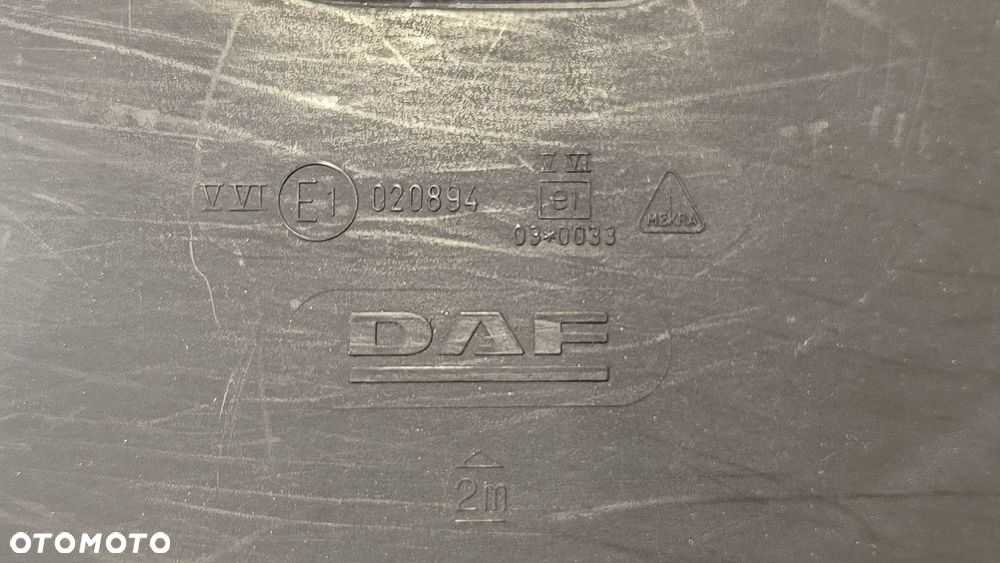 V VI E1 020894
V VI
e1
03*0033
MEKRA
DAF
2m
OTOMOTO